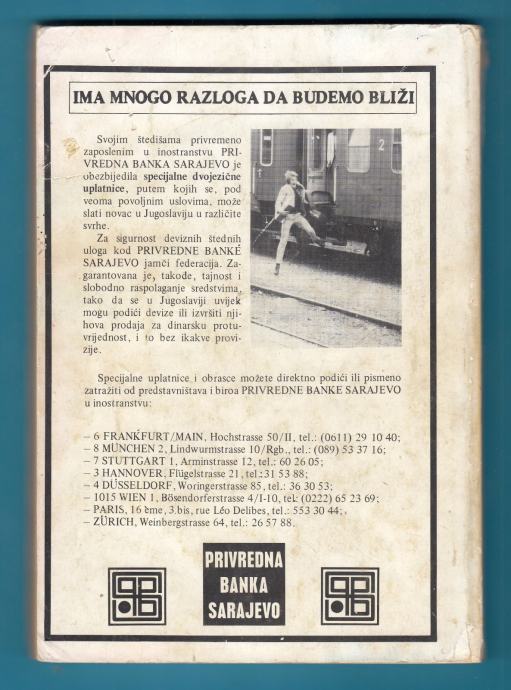 IMA MNOGO RAZLOGA DA BUDEMO BLIŽI
Svojim štedišama privremeno
zaposlenim u inostranstvu PRI-
VREDNA BANKA SARAJEVO je
obezbijedila specijalne dvojezične
uplatnice, putem kojih se, pod
veoma povoljnim uslovima, može
slati novac u Jugoslaviju u različite
svrhe.
Za sigurnost deviznih štednih
uloga kod PRIVREDNE BANKE
SARAJEVO jamči federacija. Za-
garantovana je, takođe, tajnost i
slobodno raspolaganje sredstvima,
tako da se u Jugoslaviji uvijek
mogu podići devize ili izvršiti nji-
hova prodaja za dinarsku protu-
vrijednost, i to bez ikakve provi-
zije.
2
Specijalne uplatnice i obrasce možete direktno podići ili pismeno
zatražiti od predstavništava i biroa PRIVREDNE BANKE SARAJEVO
u inostranstvu:
– 6 FRANKFURT/MAIN, Hochstrasse 50/II, tel.: (0611) 29 10 40;
– 8 MÜNCHEN 2, Lindwurmstrasse 10/Rgb., tel.: (089) 53 37 16;
– 7 STUTTGART 1, Arminstrasse 12, tel.: 60 26 05;
– 3 HANNOVER, Flügelstrasse 21, tel.: 31 53 88;
– 4 DÜSSELDORF, Woringerstrasse 85, tel.: 36 30 53;
– 1015 WIEN 1, Bösendorferstrasse 4/I-10, tel: (0222) 65 23 69;
– PARIS, 16 ème, 3.bis, rue Léo Delibes, tel.: 553 30 44;
– ZÜRICH, Weinbergstrasse 64, tel.: 26 57 88.
PRIVREDNA
BANKA
SARAJEVO